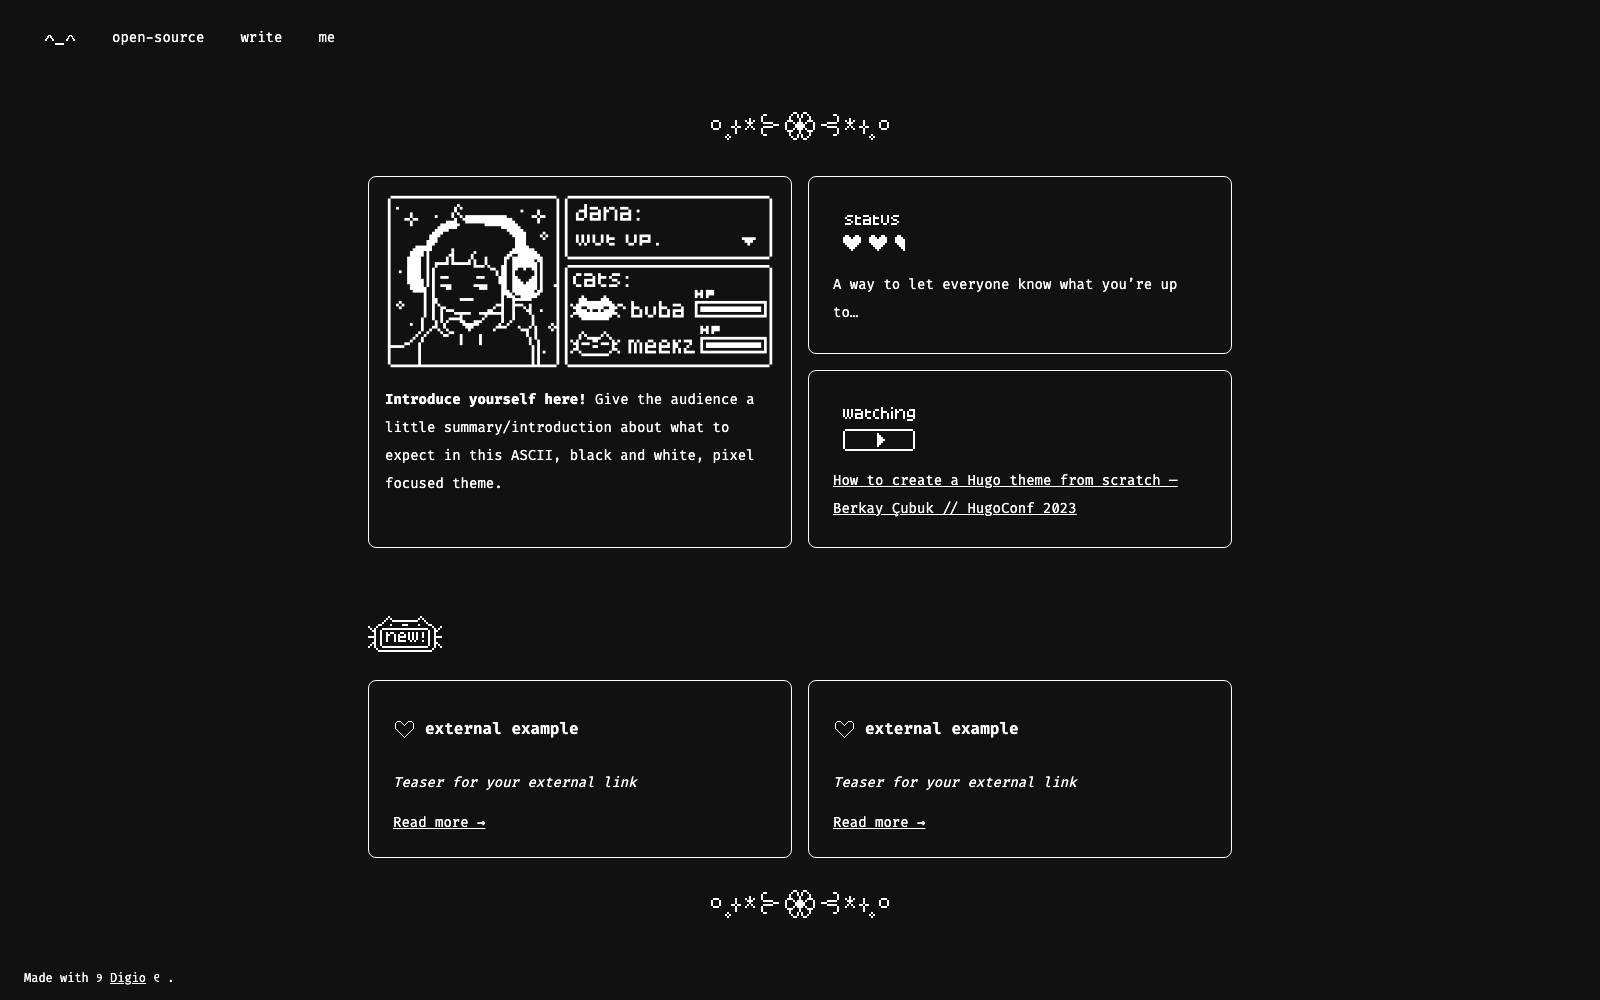 ^_^ open-source write me
dana:
wut up.
cats:
HP
buba
HP
meekz
Introduce yourself here! Give the audience a
little summary/introduction about what to
expect in this ASCII, black and white, pixel
focused theme.
status
A way to let everyone know what you’re up
to…
watching
How to create a Hugo theme from scratch —
Berkay Çubuk // HugoConf 2023
new!
external example
Teaser for your external link
Read more →
external example
Teaser for your external link
Read more →
Made with ୨ Digio ୧ .